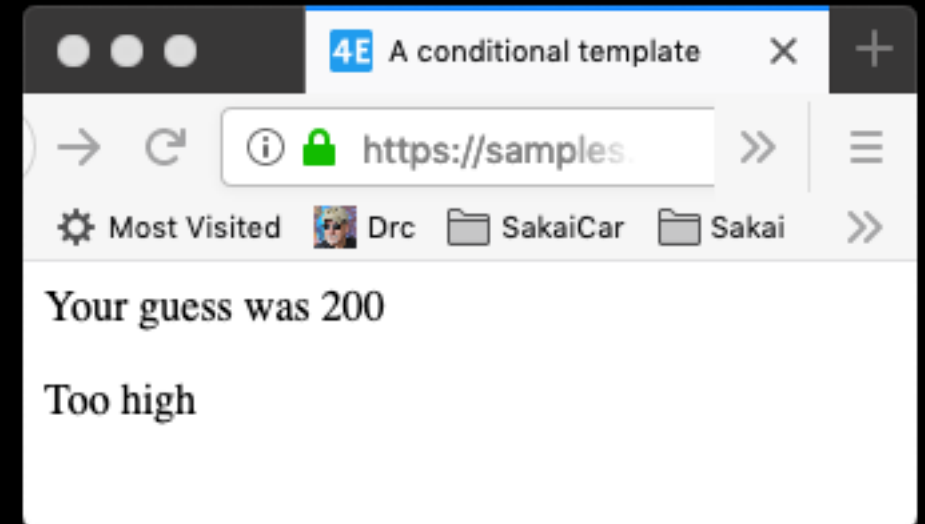 4E A conditional template
https://samples.
Most Visited Drc SakaiCar Sakai
Your guess was 200
Too high